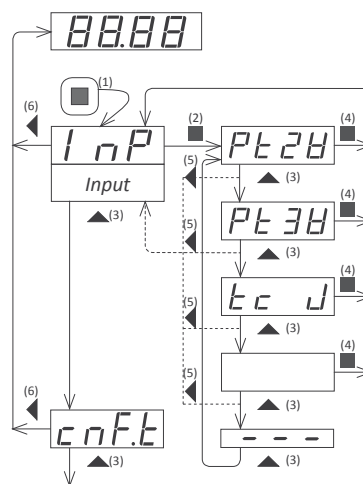 88.88
(1)
(6)
InP
(2)
Pt2W
(4)
Input
(5)
(3)
(3)
Pt3W
(4)
(5)
(3)
tc J
(4)
(5)
(3)
(4)
(5)
(3)
(6)
cnF.t
- - -
(3)
(3)